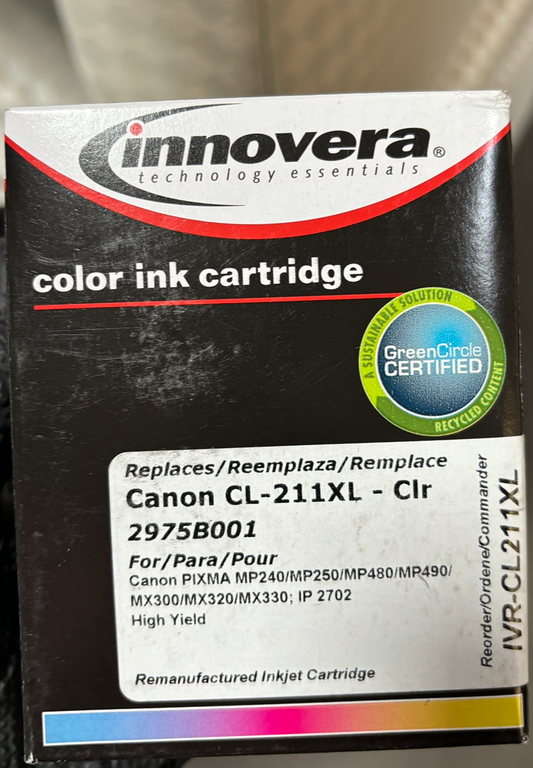 innovera®
technology essentials
color ink cartridge
A SUSTAINABLE SOLUTION
GreenCircle
CERTIFIED
RECYCLED CONTENT
Replaces/Reemplaza/Remplace
Canon CL-211XL - Clr
2975B001
For/Para/Pour
Canon PIXMA MP240/MP250/MP480/MP490/
MX300/MX320/MX330; IP 2702
High Yield
Remanufactured Inkjet Cartridge
Reorder/Ordene/Commander
IVR-CL211XL